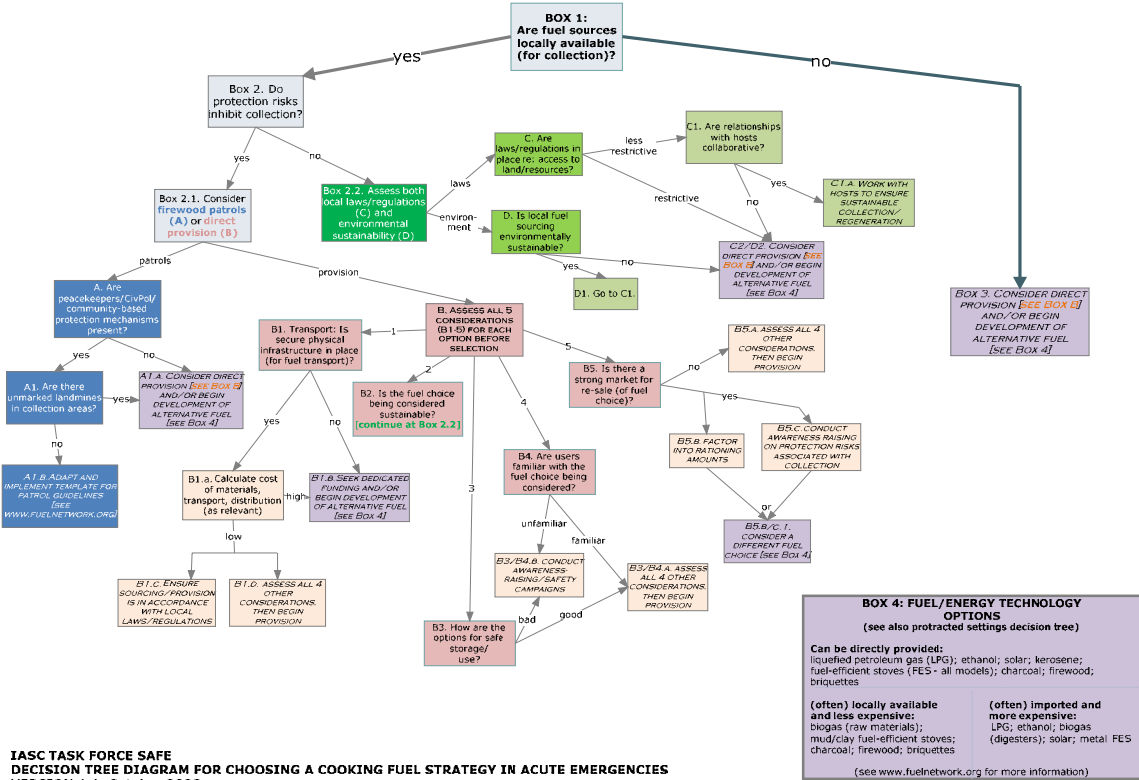 BOX 1:
Are fuel sources
locally available
(for collection)?
yes
no
Box 2. Do
protection risks
inhibit collection?
yes
no
Box 2.1. Consider
firewood patrols
(A) or direct
provision (B)
Box 2.2. Assess both
local laws/regulations
(C) and
environmental
sustainability (D)
laws
environ-
ment
C. Are
laws/regulations in
place re: access to
land/resources?
less
restrictive
restrictive
C1. Are relationships
with hosts
collaborative?
yes
no
C1.A. WORK WITH
HOSTS TO ENSURE
SUSTAINABLE
COLLECTION/
REGENERATION
D. Is local fuel
sourcing
environmentally
sustainable?
yes
no
D1. Go to C1.
C2/D2. CONSIDER
DIRECT PROVISION [SEE
BOX B] AND/OR BEGIN
DEVELOPMENT OF
ALTERNATIVE FUEL
[SEE BOX 4]
BOX 3. CONSIDER DIRECT
PROVISION [SEE BOX B]
AND/OR BEGIN
DEVELOPMENT OF
ALTERNATIVE FUEL
[SEE BOX 4]
patrols
provision
A. Are
peacekeepers/CivPol/
community-based
protection mechanisms
present?
yes
no
A1. Are there
unmarked landmines
in collection areas?
yes
no
A1.A. CONSIDER DIRECT
PROVISION [SEE BOX B]
AND/OR BEGIN
DEVELOPMENT OF
ALTERNATIVE FUEL
[SEE BOX 4]
A1.B. ADAPT AND
IMPLEMENT TEMPLATE FOR
PATROL GUIDELINES
[SEE
WWW.FUELNETWORK.ORG]
B. ASSESS ALL 5
CONSIDERATIONS
(B1-5) FOR EACH
OPTION BEFORE
SELECTION
1
2
3
4
5
B1. Transport: Is
secure physical
infrastructure in place
(for fuel transport)?
yes
no
B1.a. Calculate cost
of materials,
transport, distribution
(as relevant)
high
low
B1.B. SEEK DEDICATED
FUNDING AND/OR
BEGIN DEVELOPMENT
OF ALTERNATIVE FUEL
[SEE BOX 4]
B1.C. ENSURE
SOURCING/PROVISION
IS IN ACCORDANCE
WITH LOCAL
LAWS/REGULATIONS
B1.D. ASSESS ALL 4
OTHER
CONSIDERATIONS,
THEN BEGIN
PROVISION
B2. Is the fuel choice
being considered
sustainable?
[continue at Box 2.2]
B3. How are the
options for safe
storage/
use?
bad
good
B4. Are users
familiar with the
fuel choice being
considered?
unfamiliar
familiar
B3/B4.B. CONDUCT
AWARENESS-
RAISING/SAFETY
CAMPAIGNS
B3/B4.A. ASSESS
ALL 4 OTHER
CONSIDERATIONS,
THEN BEGIN
PROVISION
B5. Is there a
strong market for
re-sale (of fuel
choice)?
no
yes
B5.A. ASSESS ALL 4
OTHER
CONSIDERATIONS,
THEN BEGIN
PROVISION
B5.B. FACTOR
INTO RATIONING
AMOUNTS
B5.C. CONDUCT
AWARENESS RAISING
ON PROTECTION RISKS
ASSOCIATED WITH
COLLECTION
or
B5.B/C.1.
CONSIDER A
DIFFERENT FUEL
CHOICE [SEE BOX 4]
BOX 4: FUEL/ENERGY TECHNOLOGY
OPTIONS
(see also protracted settings decision tree)
Can be directly provided:
liquefied petroleum gas (LPG); ethanol; solar; kerosene;
fuel-efficient stoves (FES - all models); charcoal; firewood;
briquettes
(often) locally available
and less expensive:
biogas (raw materials);
mud/clay fuel-efficient stoves;
charcoal; firewood; briquettes
(often) imported and
more expensive:
LPG; ethanol; biogas
(digesters); solar; metal FES
(see www.fuelnetwork.org for more information)
IASC TASK FORCE SAFE
DECISION TREE DIAGRAM FOR CHOOSING A COOKING FUEL STRATEGY IN ACUTE EMERGENCIES